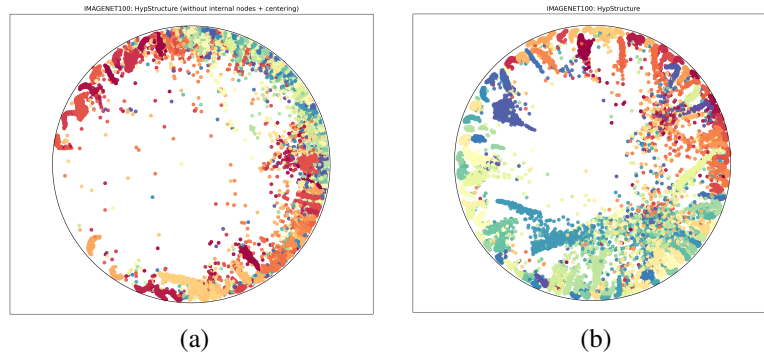 IMAGENET100: HypStructure (without internal nodes + centering)
IMAGENET100: HypStructure
(a)
(b)